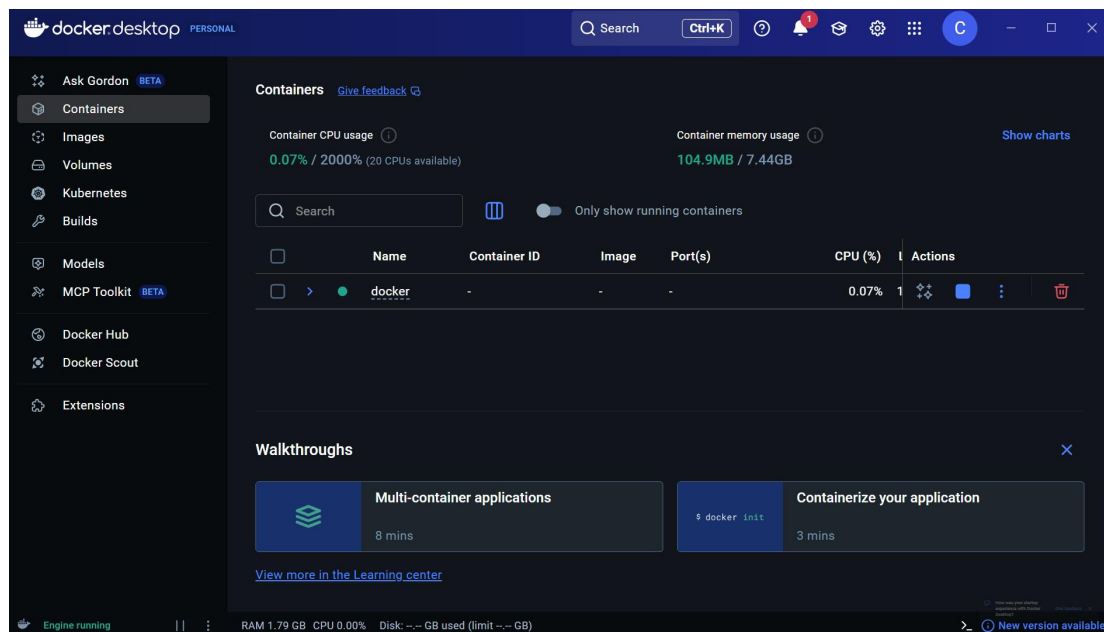 docker.desktop PERSONAL
Search Ctrl+K
1
C
Ask Gordon BETA
Containers
Images
Volumes
Kubernetes
Builds
Models
MCP Toolkit BETA
Docker Hub
Docker Scout
Extensions
Containers Give feedback
Container CPU usage
0.07% / 2000% (20 CPUs available)
Container memory usage
104.9MB / 7.44GB
Show charts
Search
Only show running containers
Name Container ID Image Port(s) CPU (%) Actions
docker - - - 0.07% 1
Walkthroughs
Multi-container applications
8 mins
$ docker init
Containerize your application
3 mins
View more in the Learning center
Engine running
RAM 1.79 GB CPU 0.00% Disk: --.-- GB used (limit --.-- GB)
New version available